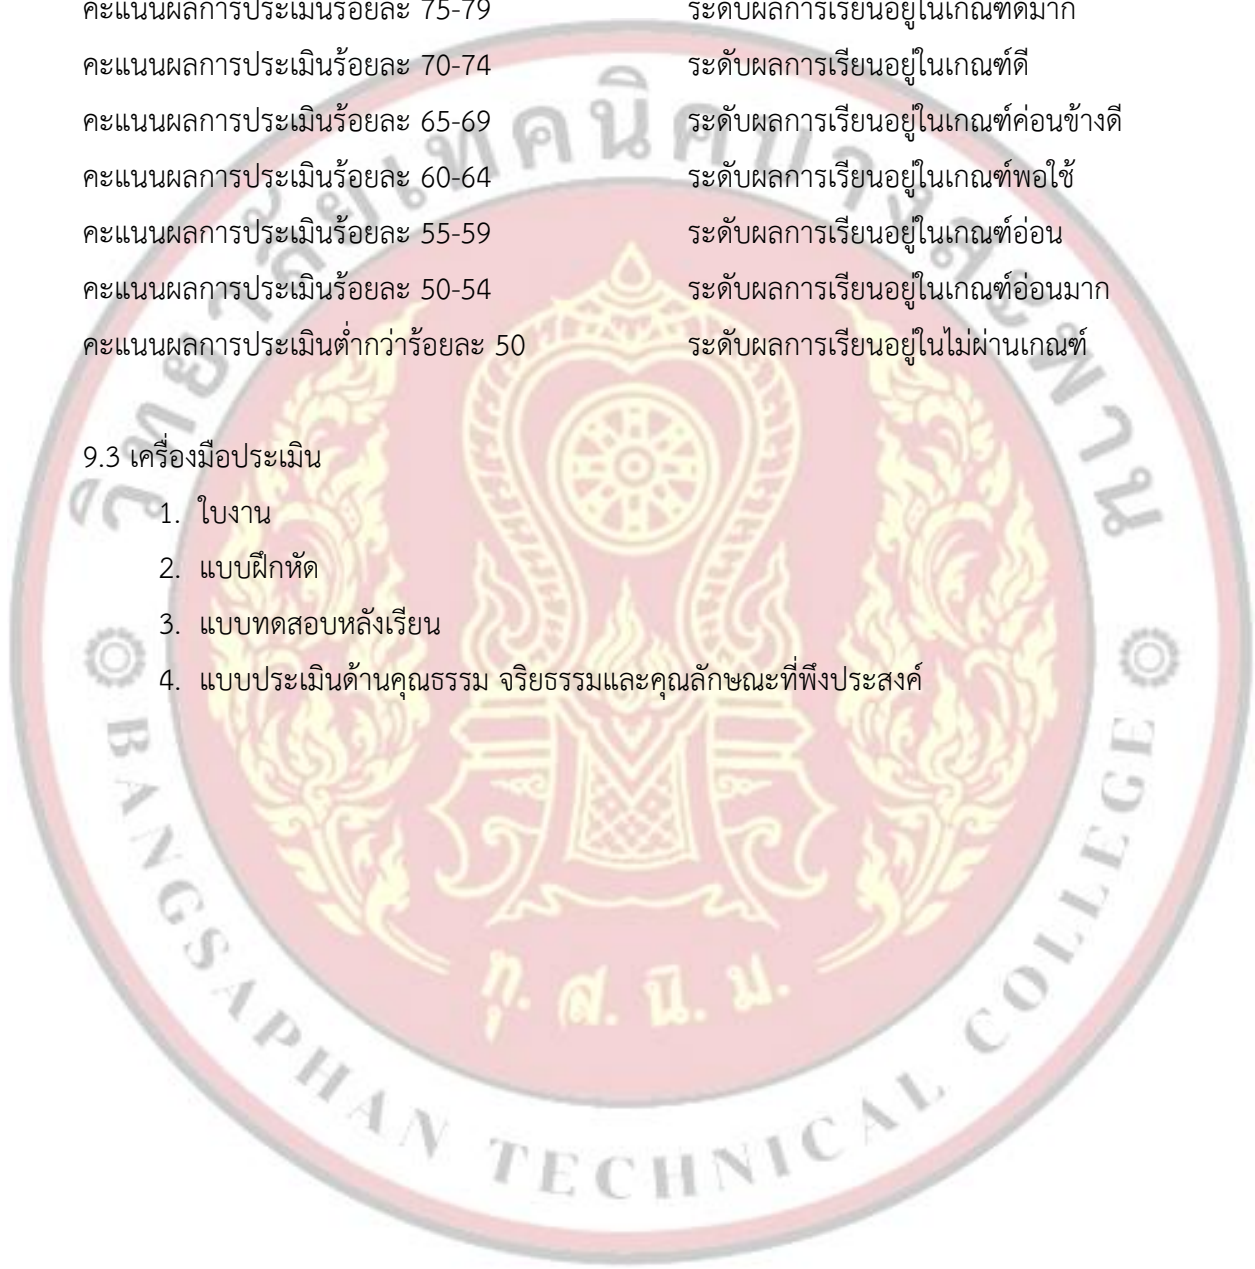 คะแนนผลการประเมินร้อยละ 75-79 ระดับผลการเรียนอยู่ในเกณฑ์ดีมาก
คะแนนผลการประเมินร้อยละ 70-74 ระดับผลการเรียนอยู่ในเกณฑ์ดี
คะแนนผลการประเมินร้อยละ 65-69 ระดับผลการเรียนอยู่ในเกณฑ์ค่อนข้างดี
คะแนนผลการประเมินร้อยละ 60-64 ระดับผลการเรียนอยู่ในเกณฑ์พอใช้
คะแนนผลการประเมินร้อยละ 55-59 ระดับผลการเรียนอยู่ในเกณฑ์อ่อน
คะแนนผลการประเมินร้อยละ 50-54 ระดับผลการเรียนอยู่ในเกณฑ์อ่อนมาก
คะแนนผลการประเมินต่ำกว่าร้อยละ 50 ระดับผลการเรียนอยู่ในไม่ผ่านเกณฑ์
9.3 เครื่องมือประเมิน
1. ใบงาน
2. แบบฝึกหัด
3. แบบทดสอบหลังเรียน
4. แบบประเมินด้านคุณธรรม จริยธรรมและคุณลักษณะที่พึงประสงค์
วิทยาลัยเทคนิคบางสะพาน
ทุ. ส. นิ. ม.
BANGSAPHAN TECHNICAL COLLEGE